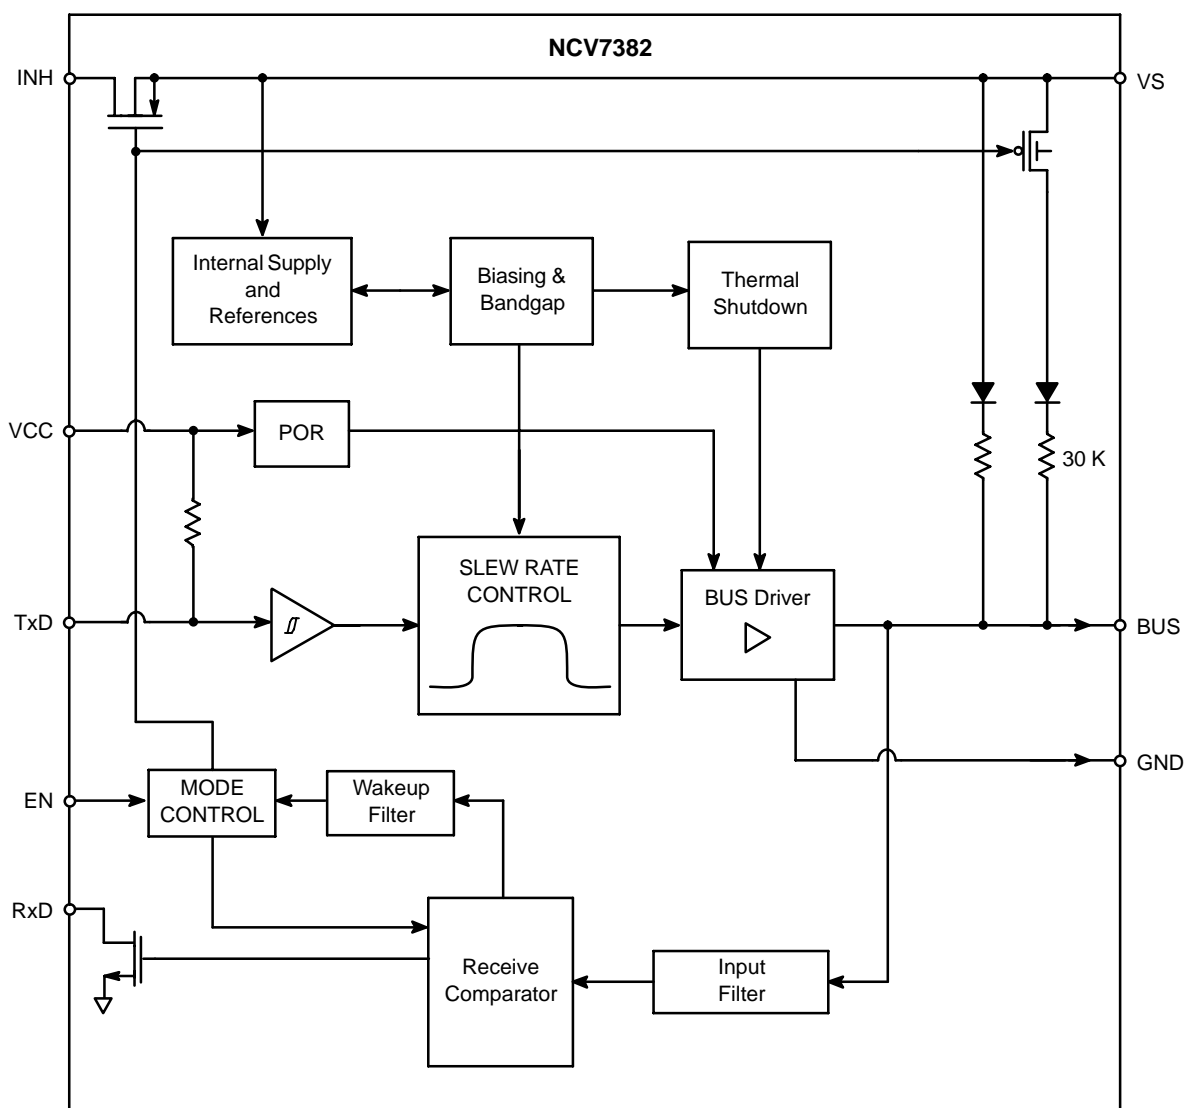 NCV7382
INH
VS
Internal Supply
and
References
Biasing &
Bandgap
Thermal
Shutdown
VCC
POR
30 K
SLEW RATE
CONTROL
BUS Driver
TxD
BUS
GND
MODE
CONTROL
Wakeup
Filter
EN
RxD
Receive
Comparator
Input
Filter